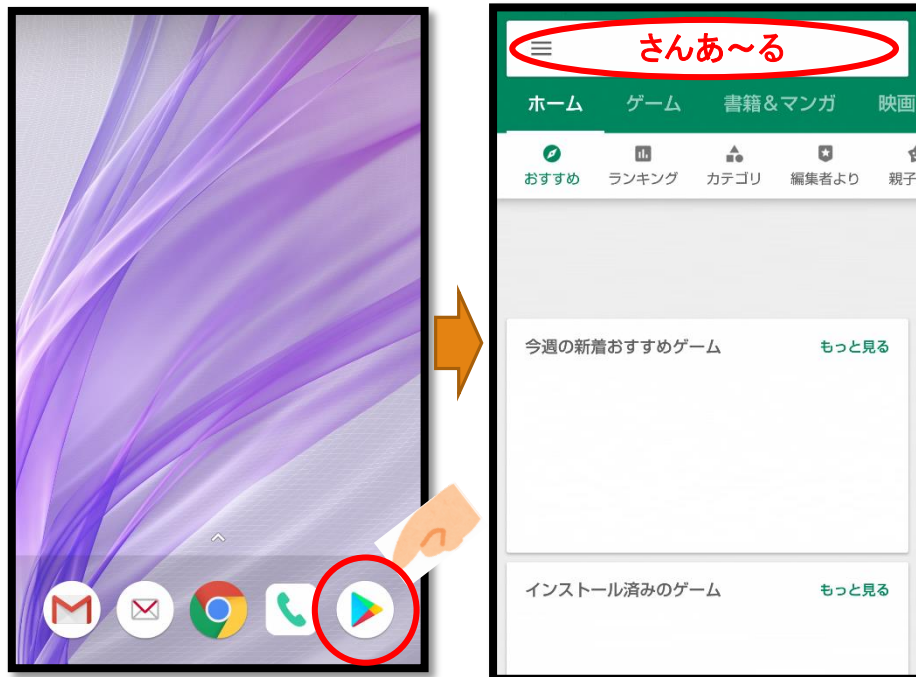 さんあ～る
ホーム ゲーム 書籍＆マンガ 映画
おすすめ ランキング カテゴリ 編集者より 親子
今週の新着おすすめゲーム もっと見る
インストール済みのゲーム もっと見る